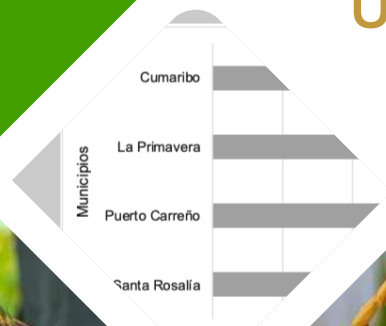 Cumaribo
La Primavera
Municipios
Puerto Carreño
Santa Rosalía